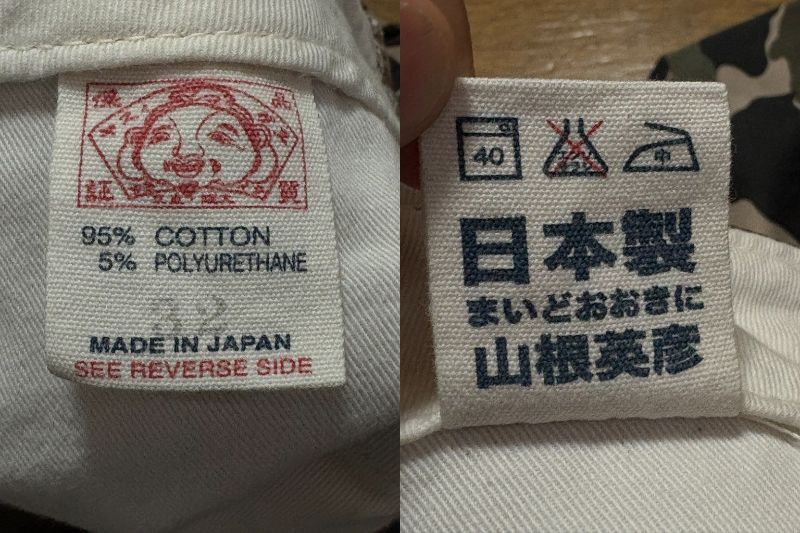 95% COTTON
5% POLYURETHANE
32
MADE IN JAPAN
SEE REVERSE SIDE
40
中
日本製
まいどおおきに
山根英彦